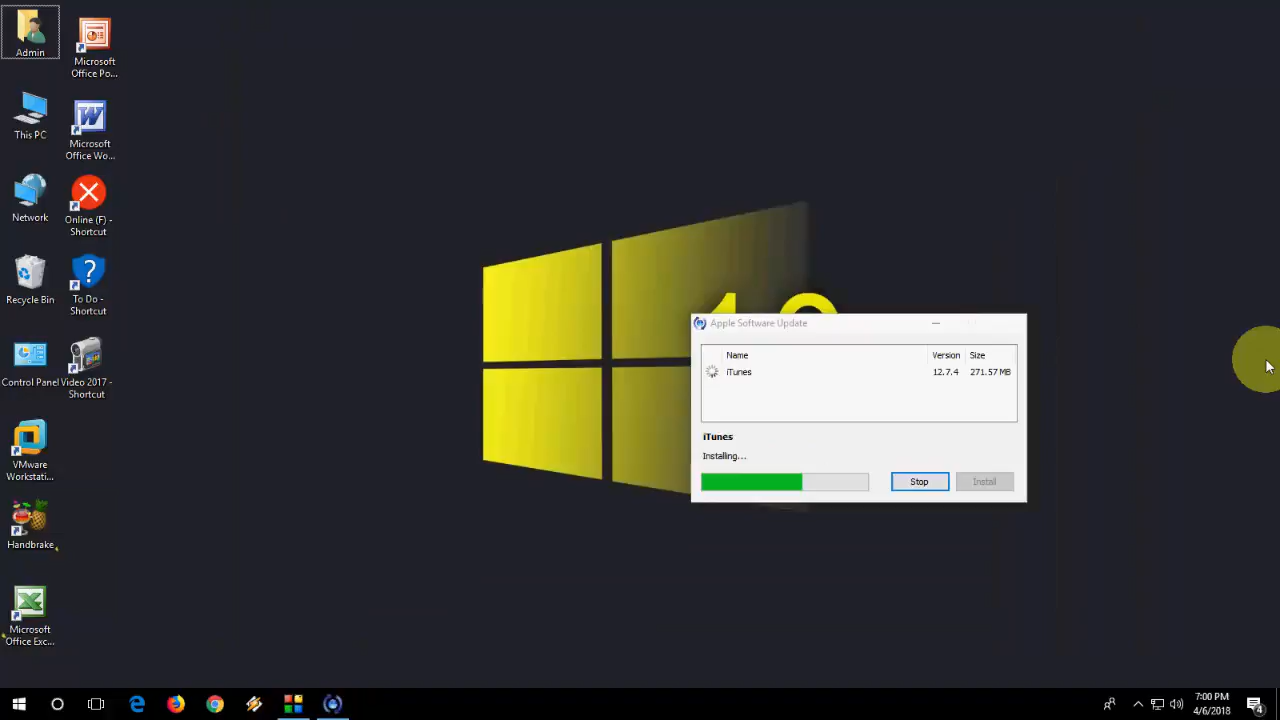 Admin
Microsoft
Office Po...
This PC
Microsoft
Office Wo...
Network
Online (F) -
Shortcut
Recycle Bin
To Do -
Shortcut
Control Panel
Video 2017 -
Shortcut
VMware
Workstati...
Handbrake
Microsoft
Office Exc...
Apple Software Update
Name Version Size
iTunes 12.7.4 271.57 MB
iTunes
Installing...
Stop Install
7:00 PM
4/6/2018
4